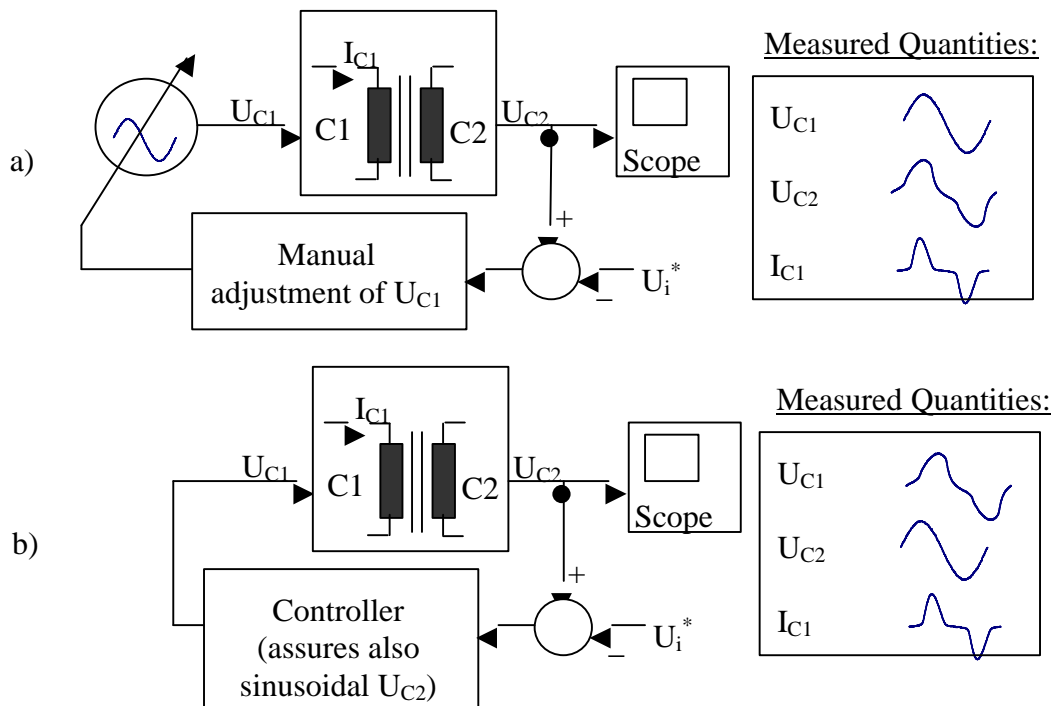 a)
U_C1
I_C1
C1
C2
U_C2
Scope
+
−
U_i^*
Manual
adjustment of U_C1
Measured Quantities:
U_C1
U_C2
I_C1
b)
U_C1
I_C1
C1
C2
U_C2
Scope
+
−
U_i^*
Controller
(assures also
sinusoidal U_C2)
Measured Quantities:
U_C1
U_C2
I_C1